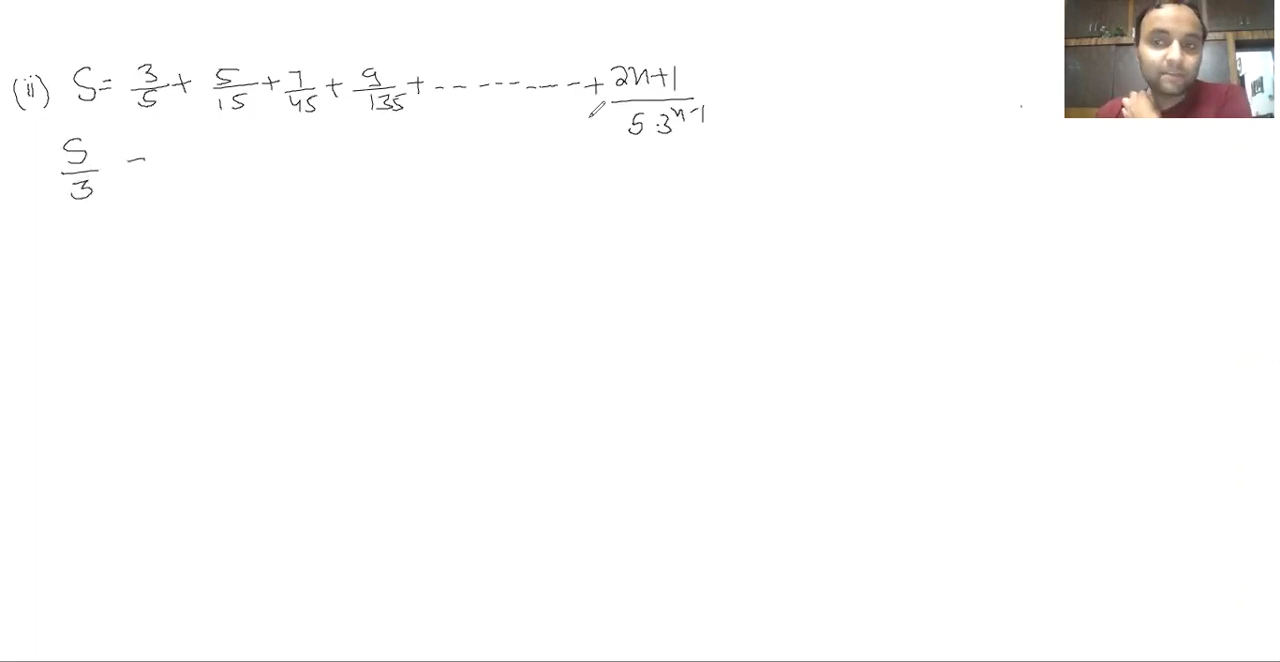 (ii) S= 3/5 + 5/15 + 7/45 + 9/135 + ---------+ 2n+1/5.3^n-1
S/3 -